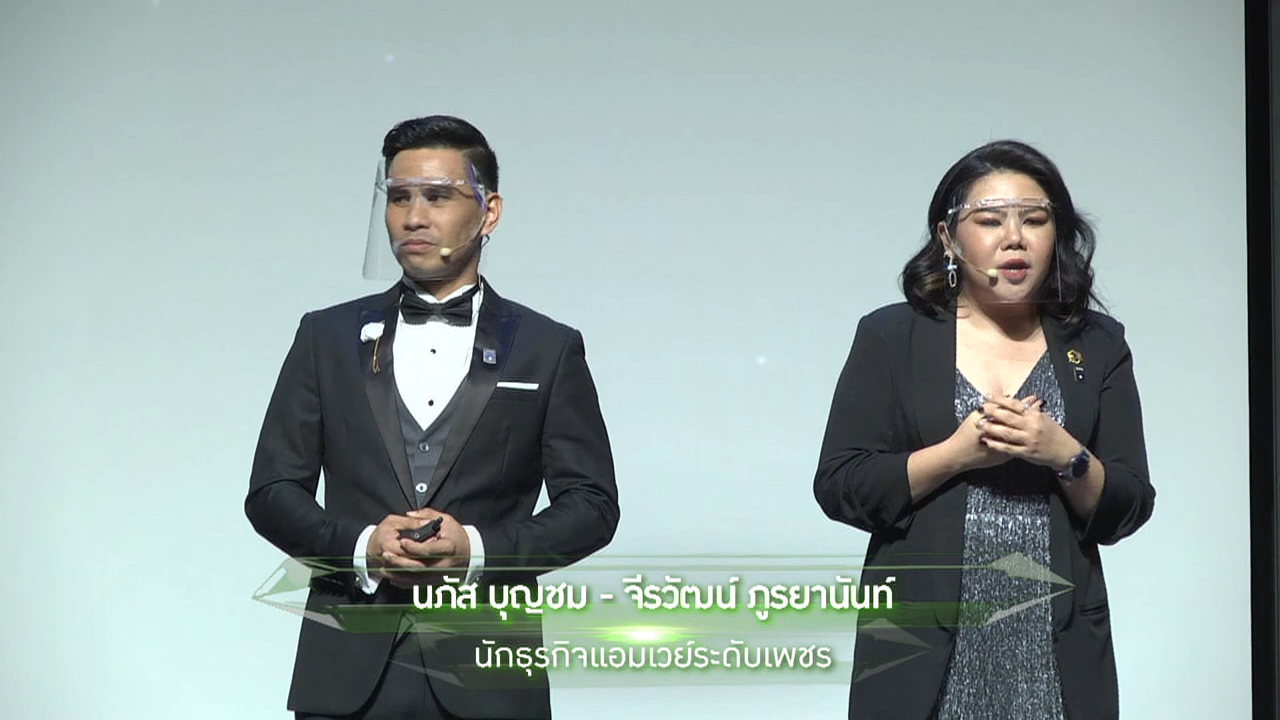 นภัส บุญชม - จีรวัฒน์ ภูรยานันท์
นักธุรกิจแอมเวย์ระดับเพชร